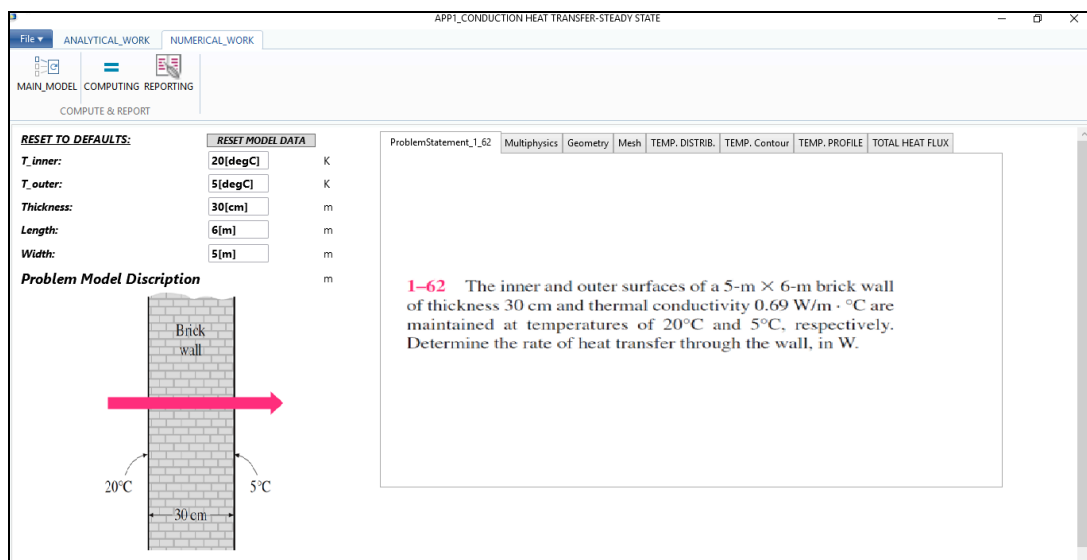 APP1_CONDUCTION HEAT TRANSFER-STEADY STATE
File ANALYTICAL_WORK NUMERICAL_WORK
MAIN_MODEL COMPUTING REPORTING
COMPUTE & REPORT
RESET TO DEFAULTS: RESET MODEL DATA
T_inner: 20[degC] K
T_outer: 5[degC] K
Thickness: 30[cm] m
Length: 6[m] m
Width: 5[m] m
Problem Model Discription m
Brick
wall
20°C 5°C
30 cm
ProblemStatement_1_62 Multiphysics Geometry Mesh TEMP. DISTRIB. TEMP. Contour TEMP. PROFILE TOTAL HEAT FLUX
1–62 The inner and outer surfaces of a 5-m × 6-m brick wall
of thickness 30 cm and thermal conductivity 0.69 W/m · °C are
maintained at temperatures of 20°C and 5°C, respectively.
Determine the rate of heat transfer through the wall, in W.